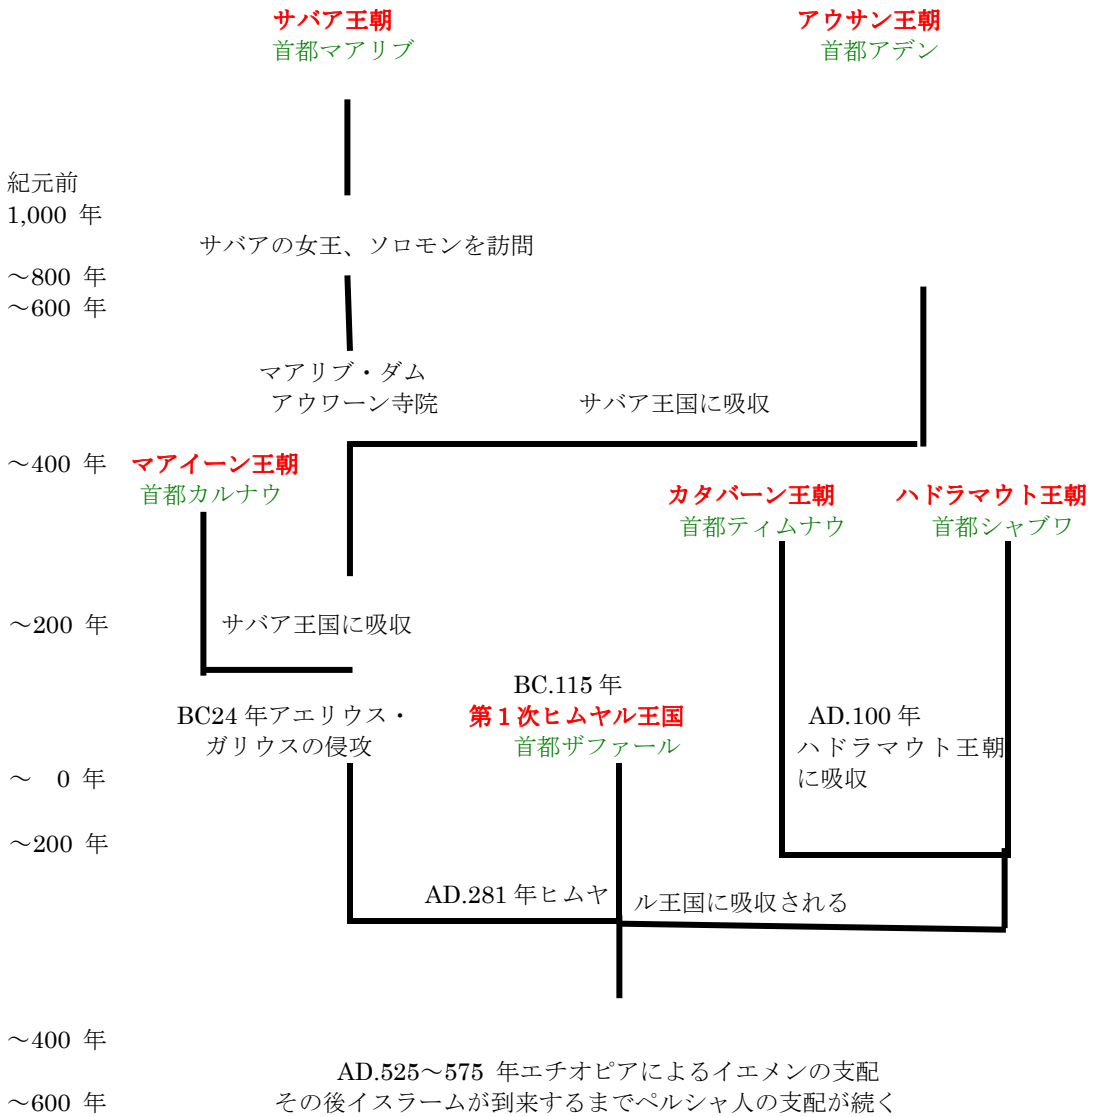 サバア王朝
アウサン王朝
首都マアリブ
首都アデン
紀元前
1,000 年
サバアの女王、ソロモンを訪問
～800 年
～600 年
マアリブ・ダム
アウワーン寺院
サバア王国に吸収
～400 年
マアイーン王朝
首都カルナウ
カタバーン王朝
ハドラマウト王朝
首都ティムナウ
首都シャブワ
～200 年
サバア王国に吸収
BC.115 年
BC24 年アエリウス・
ガリウスの侵攻
第１次ヒムヤル王国
首都ザファール
AD.100 年
ハドラマウト王朝
に吸収
～ 0 年
～200 年
AD.281 年ヒムヤ
ル王国に吸収される
～400 年
AD.525～575 年エチオピアによるイエメンの支配
～600 年
その後イスラームが到来するまでペルシャ人の支配が続く